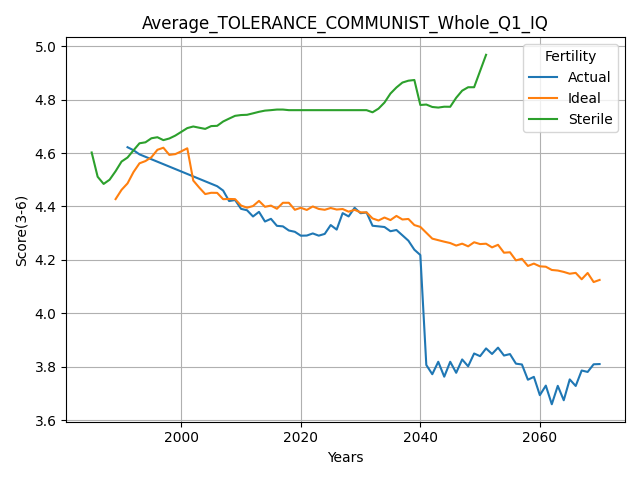 Average_TOLERANCE_COMMUNIST_Whole_Q1_IQ
Fertility
Actual
Ideal
Sterile
Score(3-6)
5.0
4.8
4.6
4.4
4.2
4.0
3.8
3.6
2000
2020
2040
2060
Years